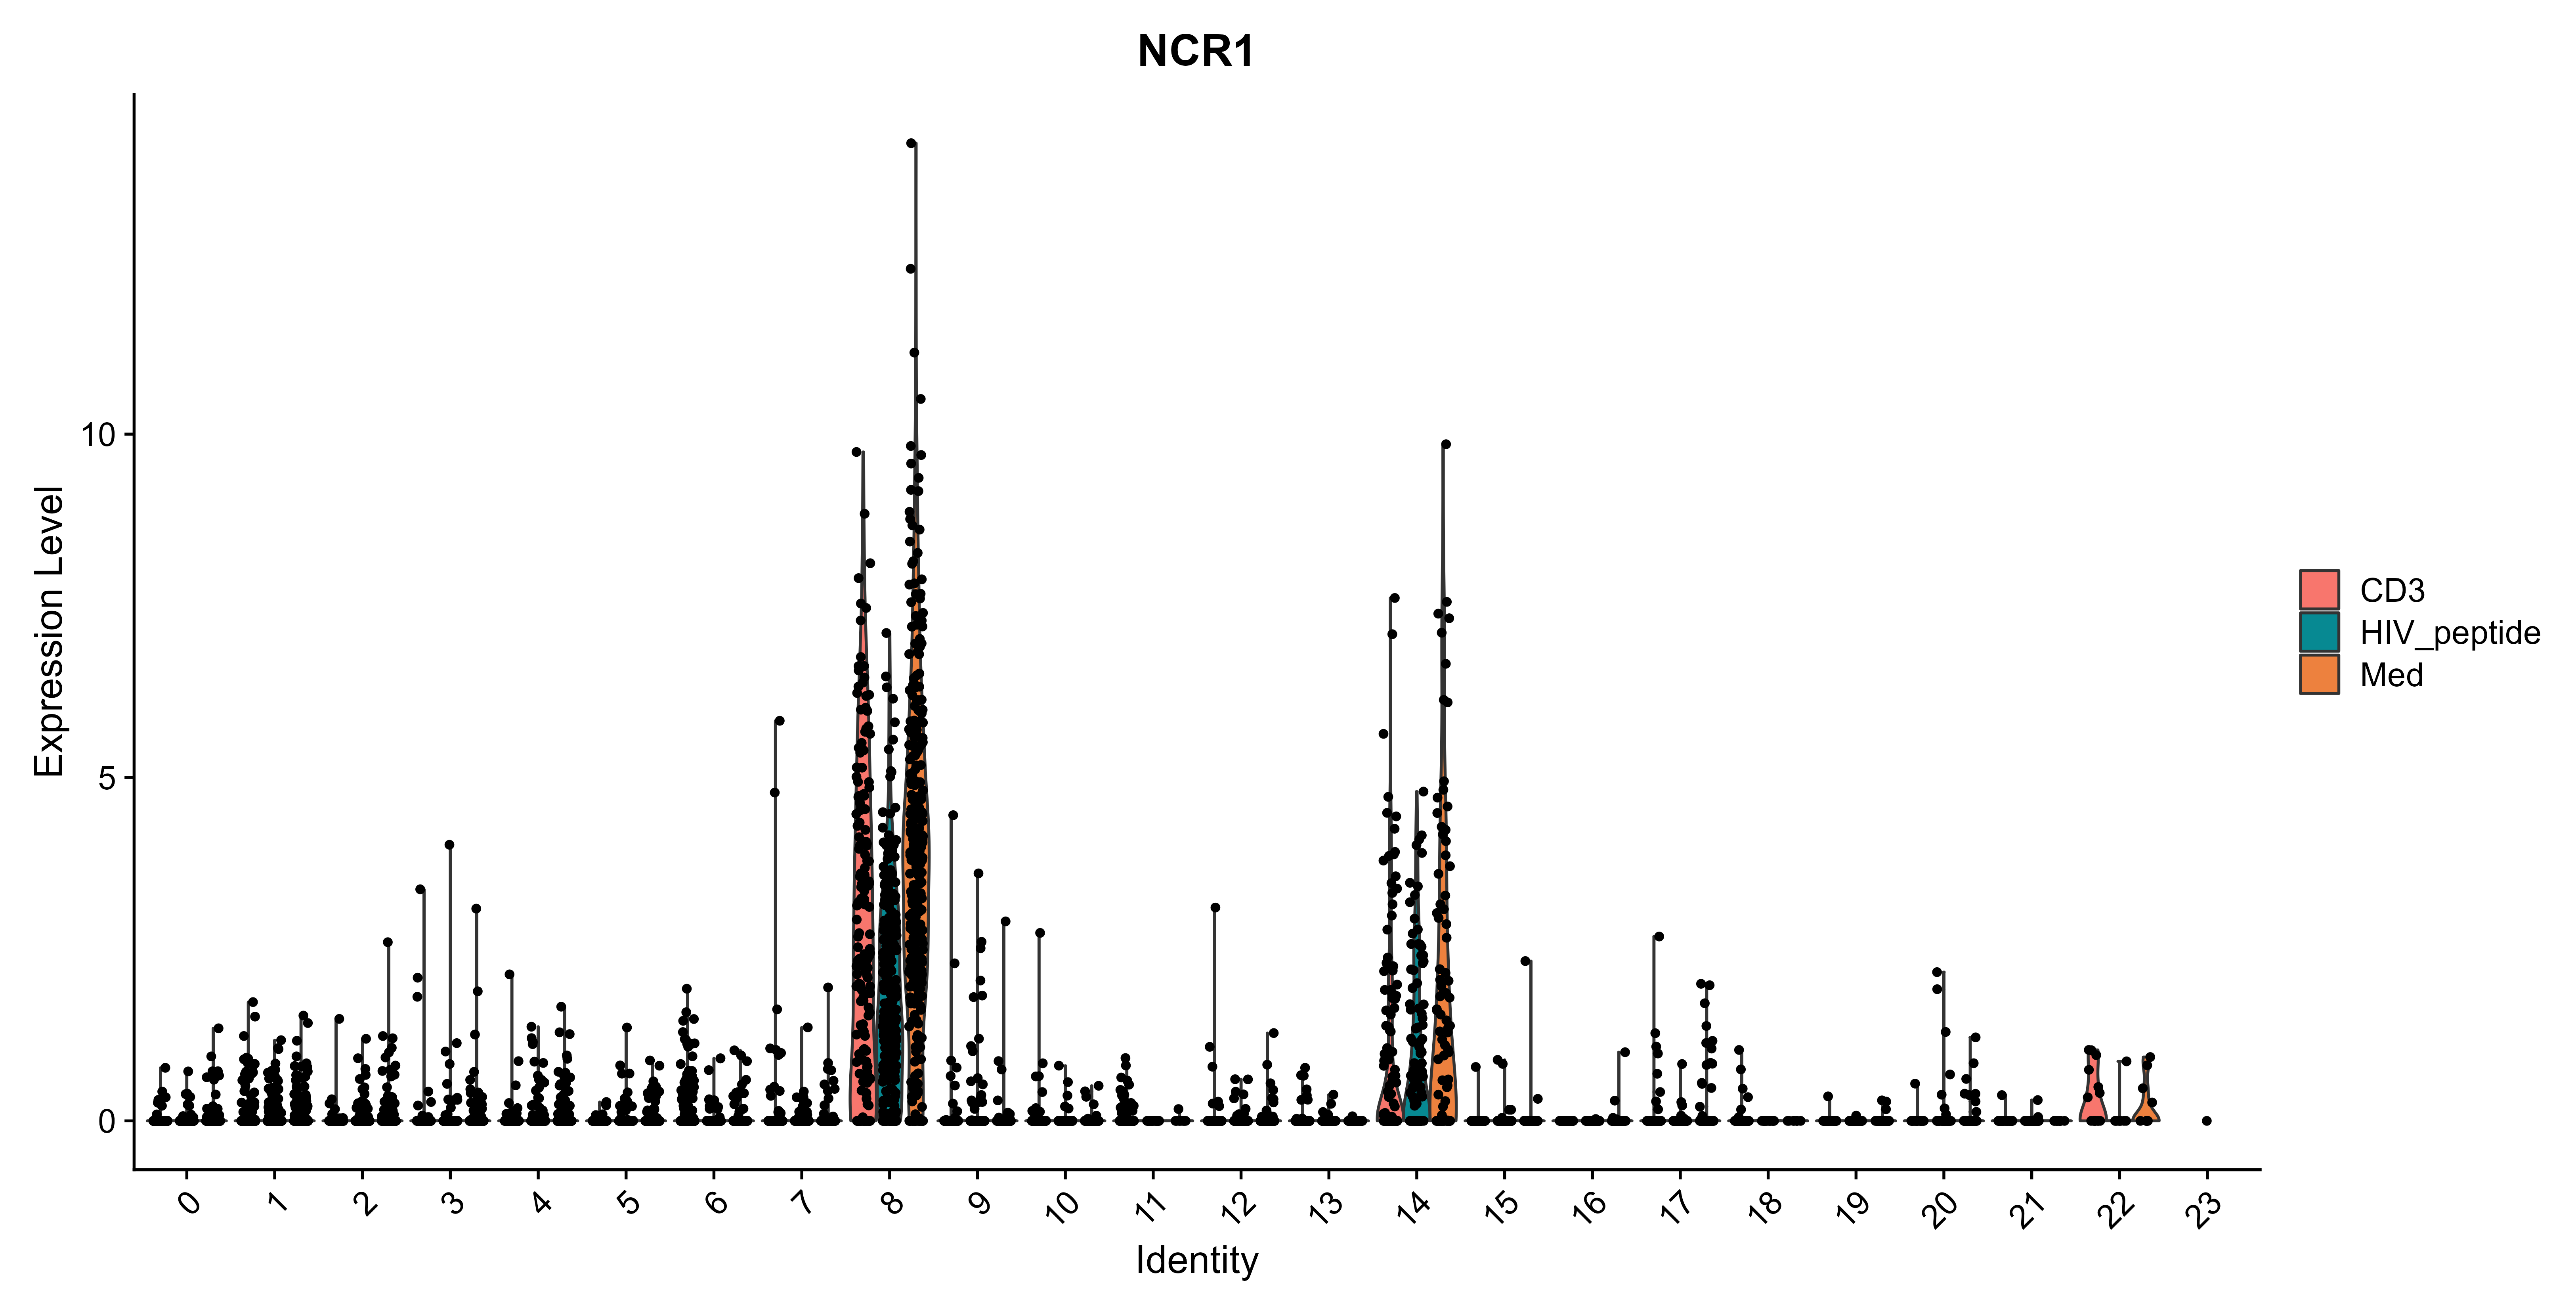 NCR1
Expression Level
10
5
0
0 1 2 3 4 5 6 7 8 9 10 11 12 13 14 15 16 17 18 19 20 21 22 23
Identity
CD3
HIV_peptide
Med